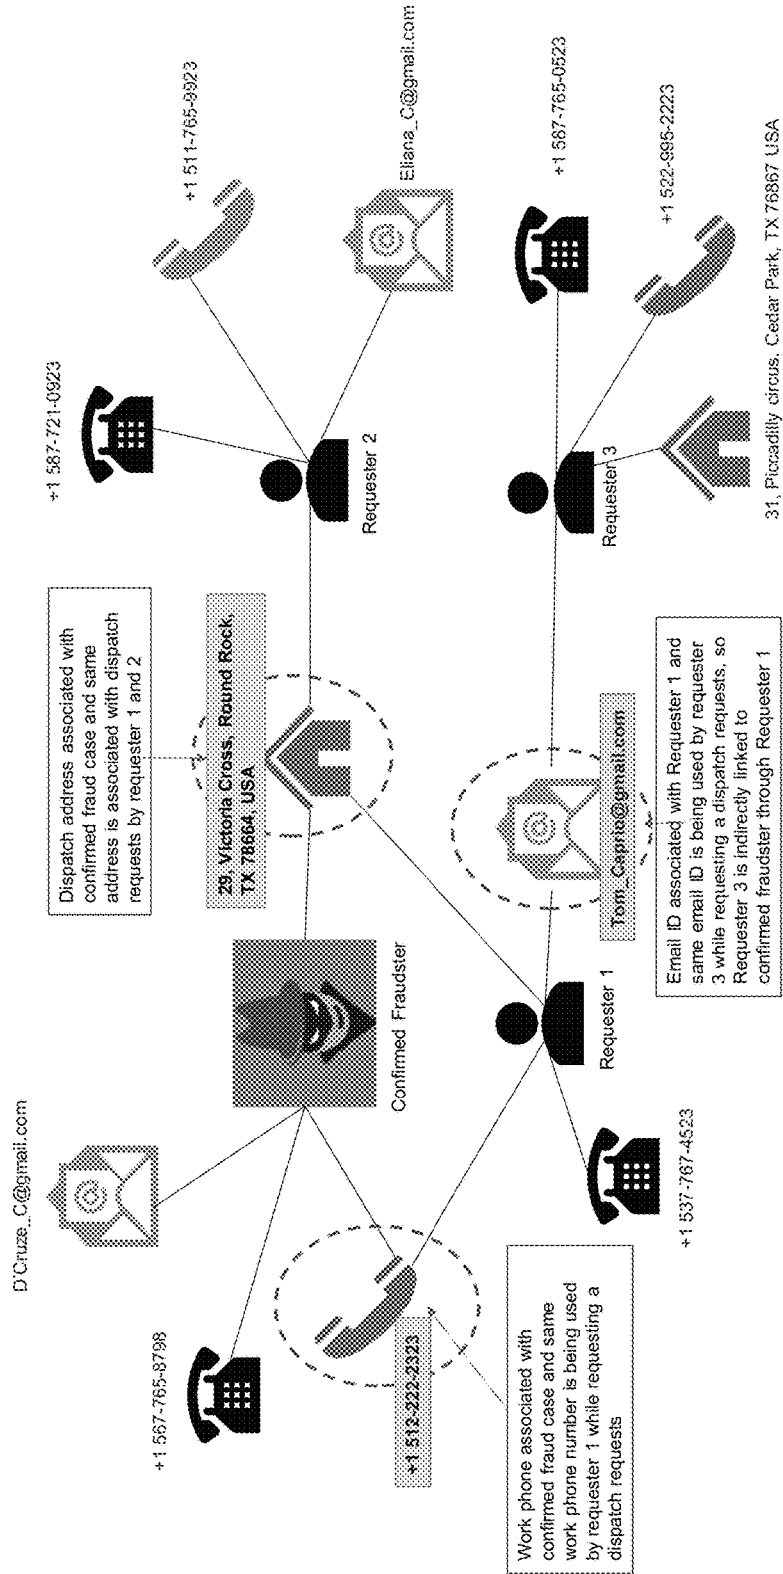 D'Cruze_C@gmail.com
+1 567-765-8798
Confirmed Fraudster
+1 512-222-2323
Work phone associated with
confirmed fraud case and same
work phone number is being used
by requester 1 while requesting a
dispatch requests
+1 537-767-4523
Requester 1
Dispatch address associated with
confirmed fraud case and same
address is associated with dispatch
requests by requester 1 and 2
29, Victoria Cross, Round Rock,
TX 78664, USA
Tom_Caprio@gmail.com
Email ID associated with Requester 1 and
same email ID is being used by requester
3 while requesting a dispatch requests, so
Requester 3 is indirectly linked to
confirmed fraudster through Requester 1
+1 587-721-0923
+1 511-765-9923
Requester 2
Eliana_C@gmail.com
+1 587-765-0523
Requester 3
+1 522-995-2223
31, Piccadilly circus, Cedar Park, TX 76867 USA